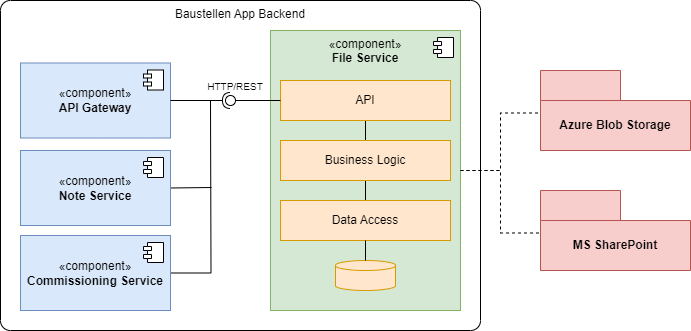 Baustellen App Backend
«component»
API Gateway
«component»
Note Service
«component»
Commissioning Service
HTTP/REST
«component»
File Service
API
Business Logic
Data Access
Azure Blob Storage
MS SharePoint